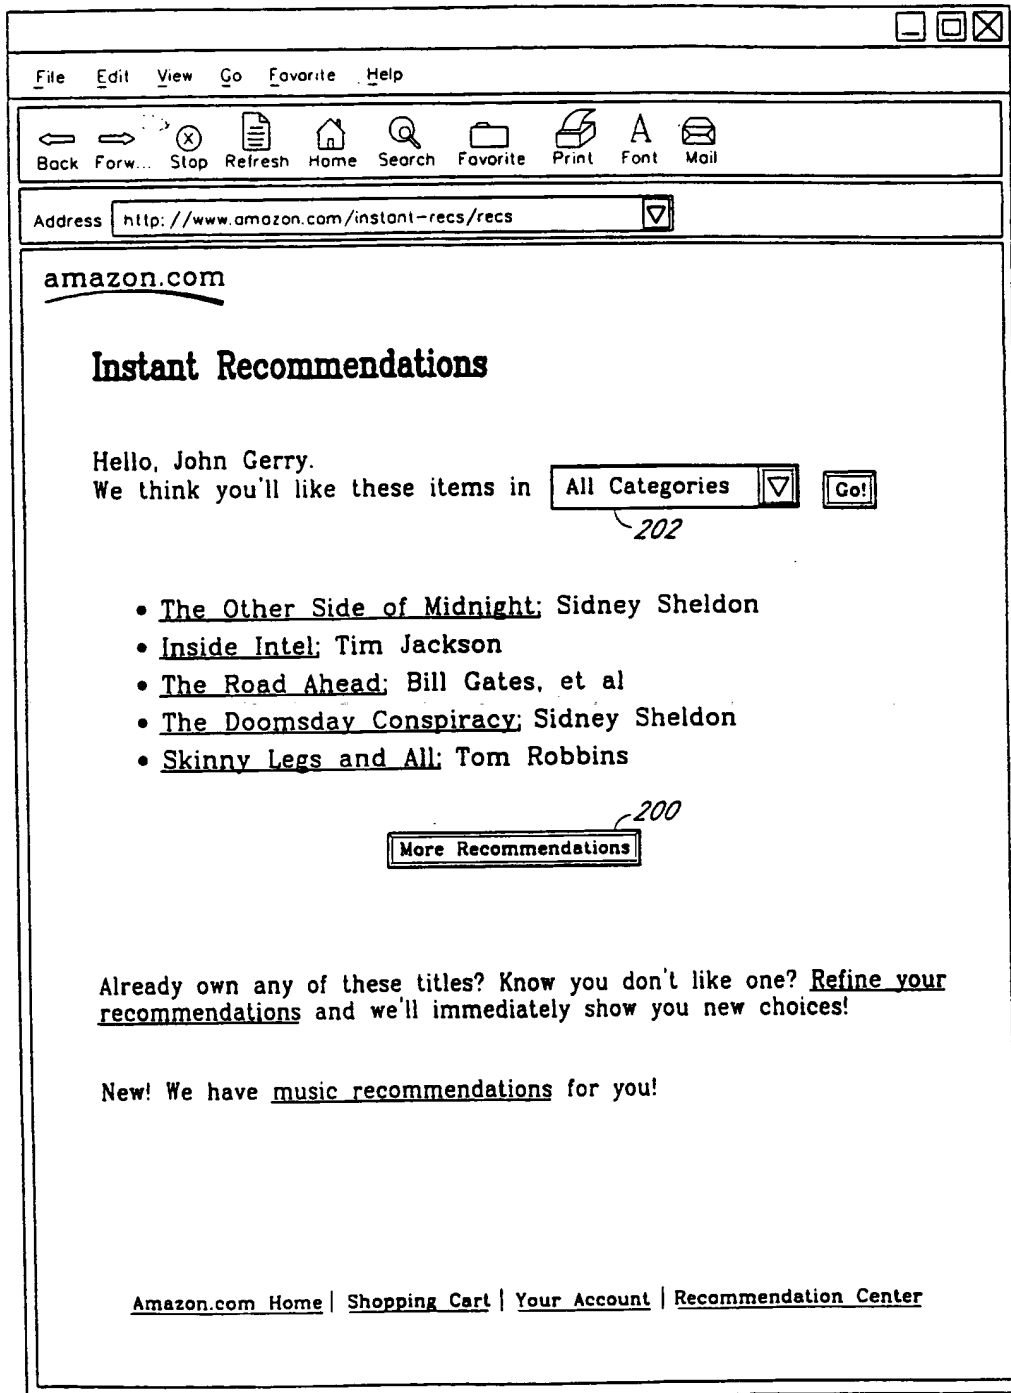 File Edit View Go Favorite Help
Back Forw... Stop Refresh Home Search Favorite Print Font Mail
Address http://www.amazon.com/instant-recs/recs
amazon.com
Instant Recommendations
Hello, John Gerry.
We think you'll like these items in All Categories Go!
202
• The Other Side of Midnight; Sidney Sheldon
• Inside Intel; Tim Jackson
• The Road Ahead; Bill Gates, et al
• The Doomsday Conspiracy; Sidney Sheldon
• Skinny Legs and All; Tom Robbins
200
More Recommendations
Already own any of these titles? Know you don't like one? Refine your
recommendations and we'll immediately show you new choices!
New! We have music recommendations for you!
Amazon.com Home | Shopping Cart | Your Account | Recommendation Center